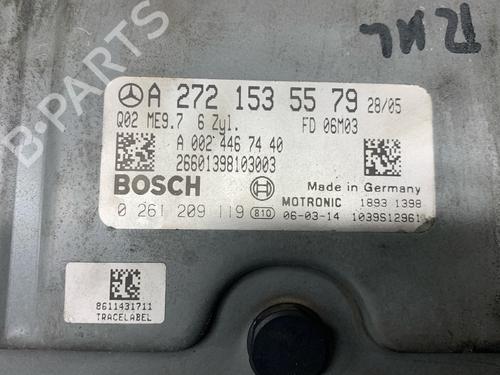 A 272 153 55 79 28/05
Q02 ME9.7 6 Zyl. FD 06M03
A 002 446 74 40
26601398103003
BOSCH Made in Germany
MOTRONIC 1893 1398
0 261 209 119 810 06-03-14 1039S12961
8611431711
TRACELABEL
B-PARTS